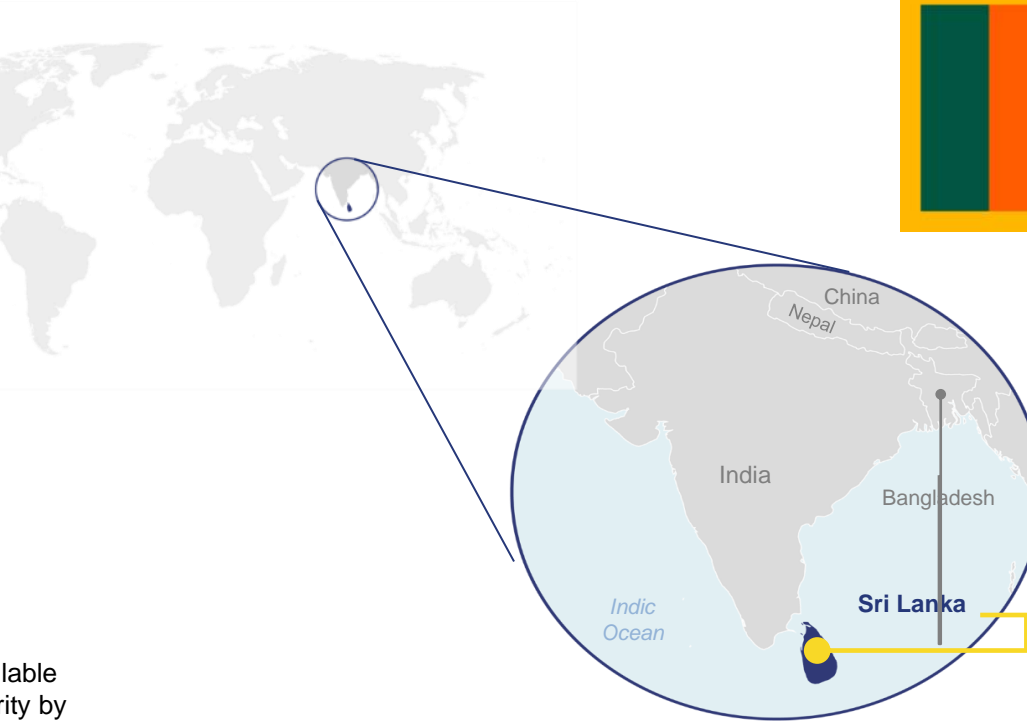 China
Nepal
India
Bangladesh
Sri Lanka
Indic
Ocean
lable
rity by